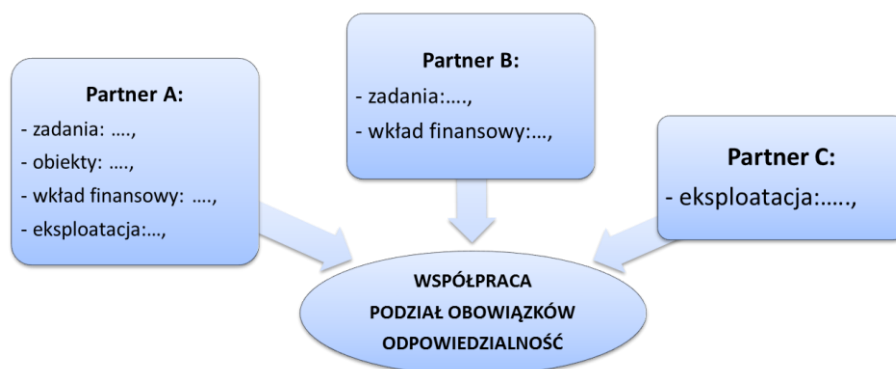 Partner A:
- zadania: ....,
- obiekty: ....,
- wkład finansowy: ....,
- eksploatacja:...,
Partner B:
- zadania:....,
- wkład finansowy:...,
Partner C:
- eksploatacja:.....,
WSPÓŁPRACA
PODZIAŁ OBOWIĄZKÓW
ODPOWIEDZIALNOŚĆ